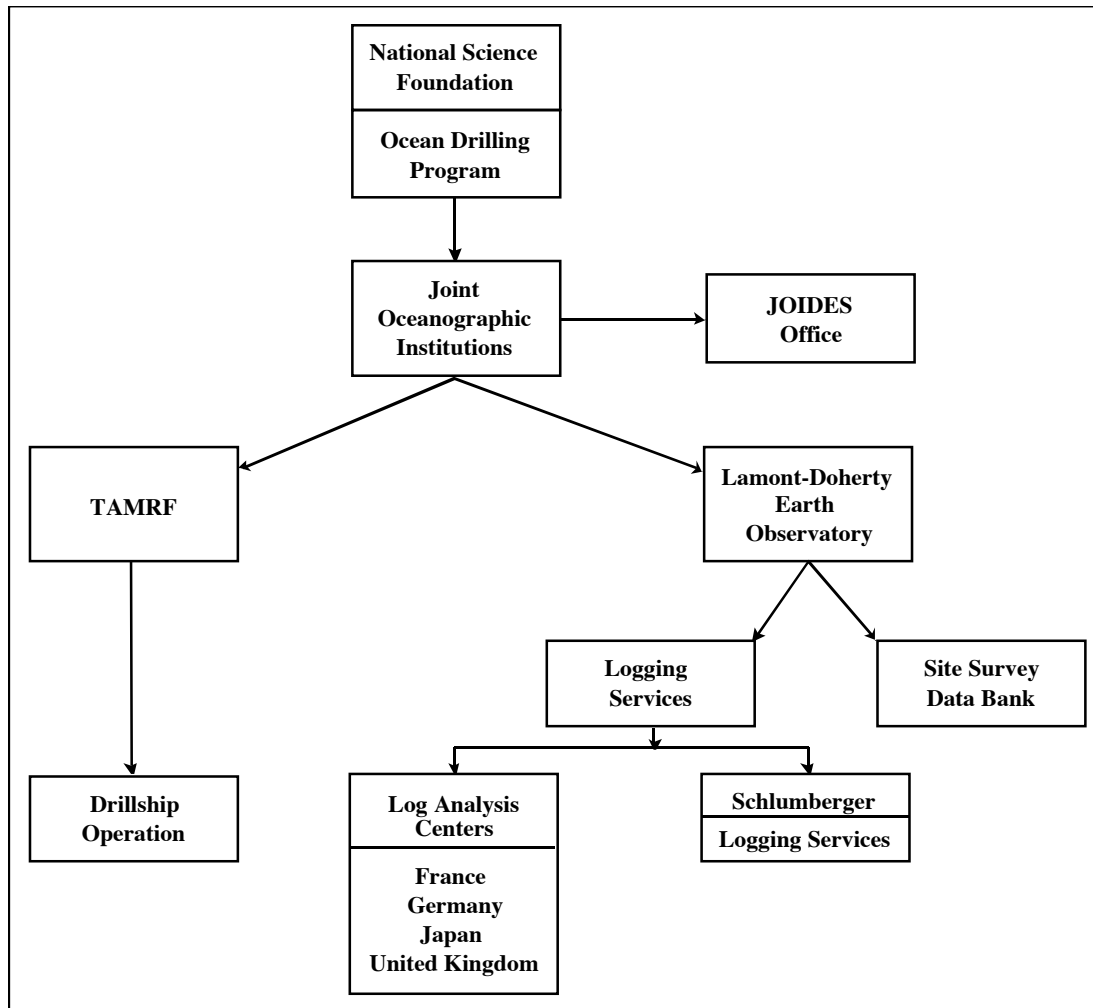 National Science
Foundation
Ocean Drilling
Program
Joint
Oceanographic
Institutions
JOIDES
Office
TAMRF
Lamont-Doherty
Earth
Observatory
Logging
Services
Site Survey
Data Bank
Drillship
Operation
Log Analysis
Centers
France
Germany
Japan
United Kingdom
Schlumberger
Logging Services